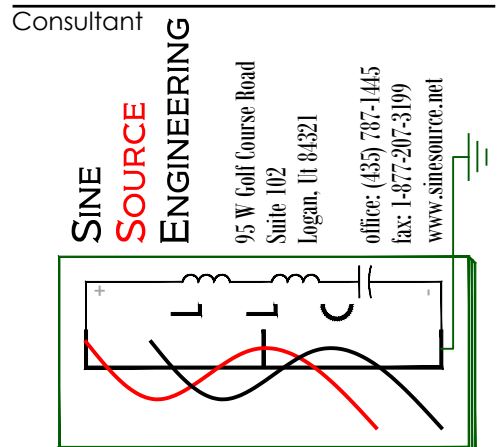 Consultant
SINE
SOURCE
ENGINEERING
95 W Golf Course Road
Suite 102
Logan, Ut 84321
office: (435) 787-1445
fax: 1-877-207-3199
www.sinesource.net
+
-
L
L
C